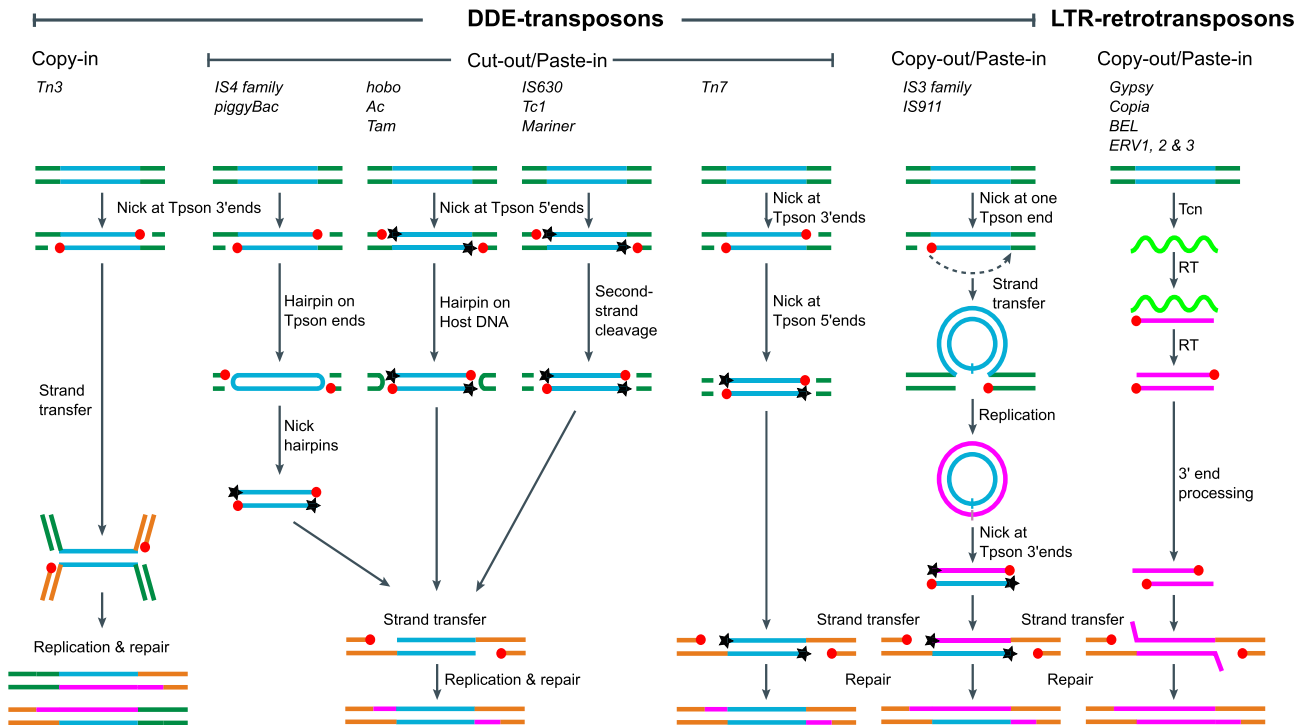 DDE-transposons
LTR-retrotransposons
Copy-in
Cut-out/Paste-in
Copy-out/Paste-in
Copy-out/Paste-in
Tn3
IS4 family
piggyBac
hobo
Ac
Tam
IS630
Tc1
Mariner
Tn7
IS3 family
IS911
Gypsy
Copia
BEL
ERV1, 2 & 3
Nick at Tpson 3'ends
Nick at Tpson 5'ends
Nick at
Tpson 3'ends
Nick at one
Tpson end
Tcn
RT
Hairpin on
Tpson ends
Hairpin on
Host DNA
Second-
strand
cleavage
Nick at
Tpson 5'ends
Strand
transfer
RT
Strand
transfer
Nick
hairpins
Replication
3' end
processing
Nick at
Tpson 3'ends
Strand transfer
Strand transfer
Strand transfer
Replication & repair
Replication & repair
Repair
Repair